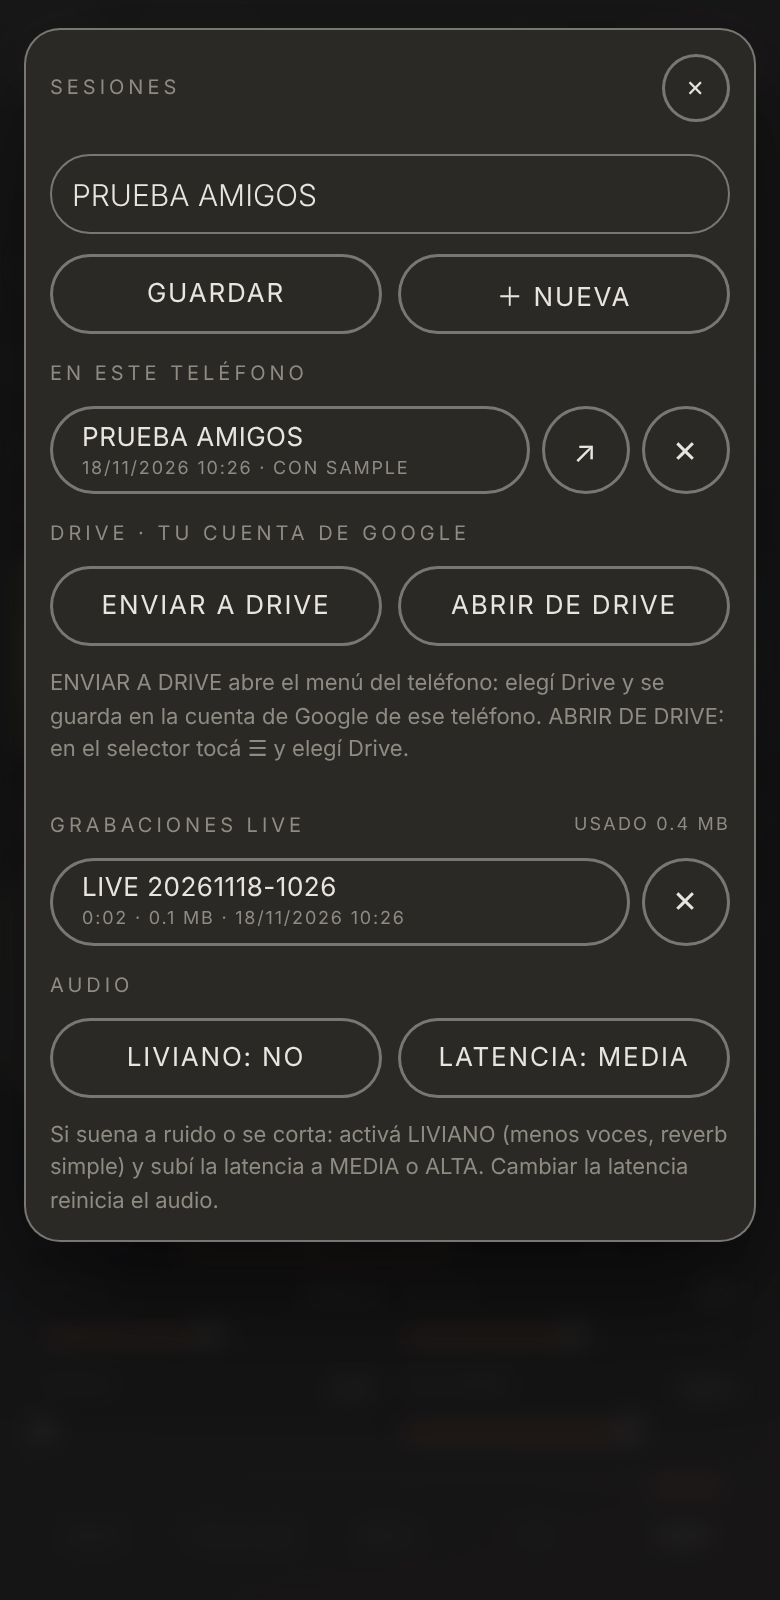 SESIONES
×
PRUEBA AMIGOS
GUARDAR
+ NUEVA
EN ESTE TELÉFONO
PRUEBA AMIGOS
18/11/2026 10:26 · CON SAMPLE
↗
✕
DRIVE · TU CUENTA DE GOOGLE
ENVIAR A DRIVE
ABRIR DE DRIVE
ENVIAR A DRIVE abre el menú del teléfono: elegí Drive y se
guarda en la cuenta de Google de ese teléfono. ABRIR DE DRIVE:
en el selector tocá ☰ y elegí Drive.
GRABACIONES LIVE
USADO 0.4 MB
LIVE 20261118-1026
0:02 · 0.1 MB · 18/11/2026 10:26
✕
AUDIO
LIVIANO: NO
LATENCIA: MEDIA
Si suena a ruido o se corta: activá LIVIANO (menos voces, reverb
simple) y subí la latencia a MEDIA o ALTA. Cambiar la latencia
reinicia el audio.